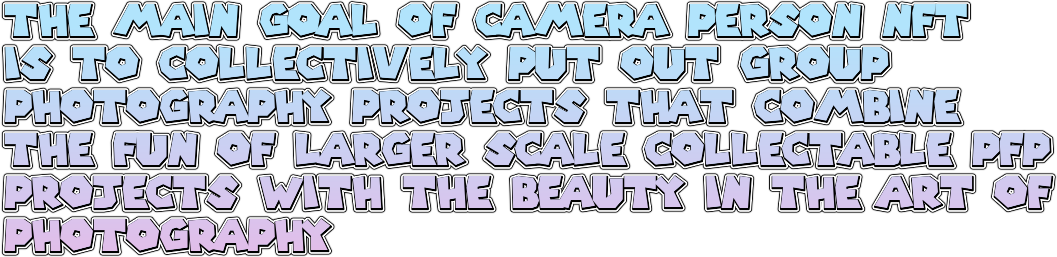 THE MAIN GOAL OF CAMERA PERSON NFT
IS TO COLLECTIVELY PUT OUT GROUP
PHOTOGRAPHY PROJECTS THAT COMBINE
THE FUN OF LARGER SCALE COLLECTABLE PFP
PROJECTS WITH THE BEAUTY IN THE ART OF
PHOTOGRAPHY